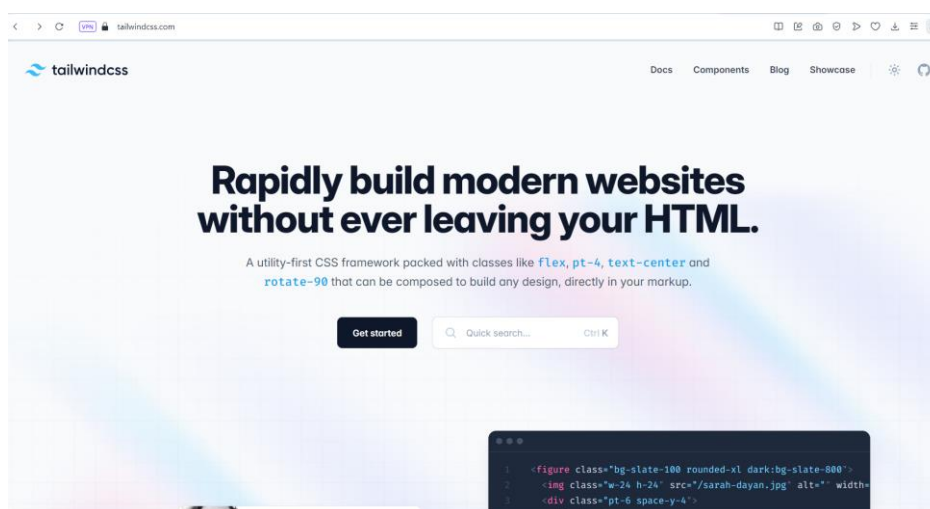 VPN tailwindcss.com
tailwindcss
Docs Components Blog Showcase
Rapidly build modern websites
without ever leaving your HTML.
A utility-first CSS framework packed with classes like flex, pt-4, text-center and
rotate-90 that can be composed to build any design, directly in your markup.
Get started
Quick search... Ctrl K
1 <figure class="bg-slate-100 rounded-xl dark:bg-slate-800">
2 <img class="w-24 h-24" src="/sarah-dayan.jpg" alt="" width=
3 <div class="pt-6 space-y-4">